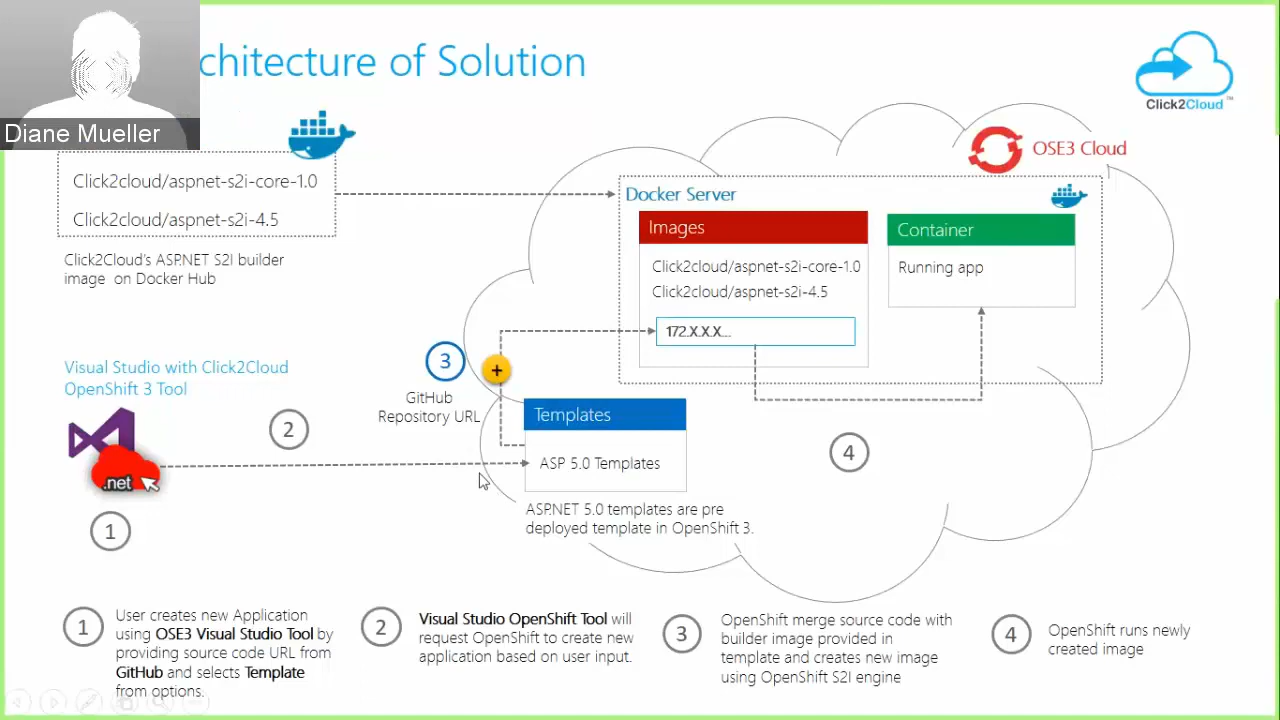 chitecture of Solution
Click2Cloud™
Diane Mueller
OSE3 Cloud
Click2cloud/aspnet-s2i-core-1.0
Click2cloud/aspnet-s2i-4.5
Click2Cloud's ASP.NET S2I builder
image on Docker Hub
Docker Server
Images
Click2cloud/aspnet-s2i-core-1.0
Click2cloud/aspnet-s2i-4.5
172.X.X.X...
Container
Running app
Visual Studio with Click2Cloud
OpenShift 3 Tool
.net
1
2
3
+
GitHub
Repository URL
Templates
ASP 5.0 Templates
ASP.NET 5.0 templates are pre
deployed template in OpenShift 3.
4
1
User creates new Application
using OSE3 Visual Studio Tool by
providing source code URL from
GitHub and selects Template
from options.
2
Visual Studio OpenShift Tool will
request OpenShift to create new
application based on user input.
3
OpenShift merge source code with
builder image provided in
template and creates new image
using OpenShift S2I engine
4
OpenShift runs newly
created image